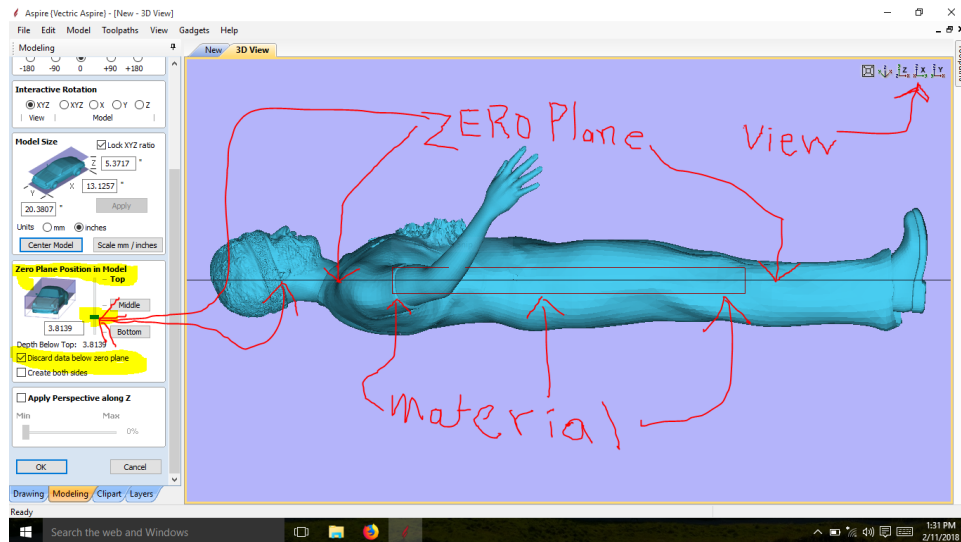 Aspire {Vectric Aspire} - [New - 3D View]
File Edit Model Toolpaths View Gadgets Help
Modeling
New 3D View
-180 -90 0 +90 +180
Interactive Rotation
XYZ XYZ X Y Z
View Model
Model Size
Lock XYZ ratio
Z 5.3717 "
X 13.1257 "
Y 20.3807 "
Apply
Units mm inches
Center Model Scale mm / inches
Zero Plane Position in Model
Top
Middle
3.8139 Bottom
Depth Below Top: 3.8139
Discard data below zero plane
Create both sides
Apply Perspective along Z
Min Max
0%
OK Cancel
Drawing Modeling Clipart Layers
Ready
ZERO Plane
View
Material
Search the web and Windows
1:31 PM
2/11/2018